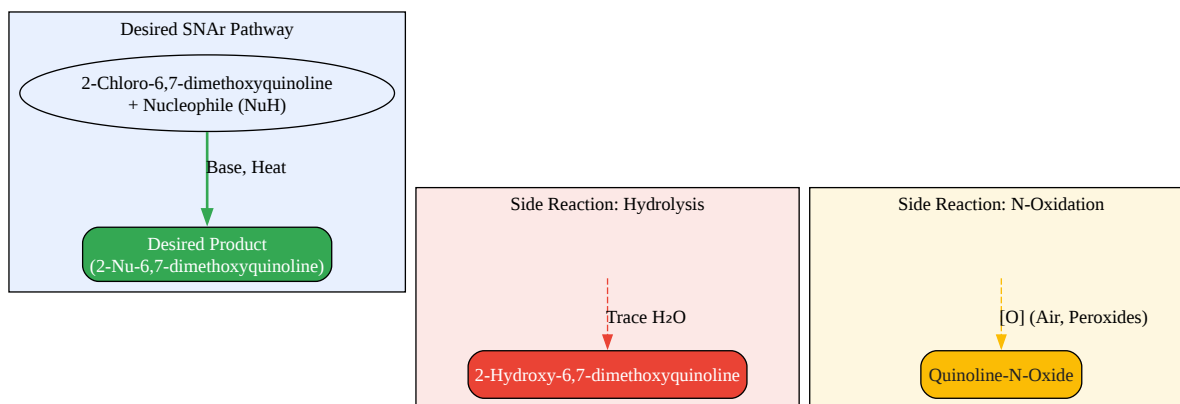 Desired SNAr Pathway
2-Chloro-6,7-dimethoxyquinoline
+ Nucleophile (NuH)
Base, Heat
Desired Product
(2-Nu-6,7-dimethoxyquinoline)
Side Reaction: Hydrolysis
Trace H₂O
2-Hydroxy-6,7-dimethoxyquinoline
Side Reaction: N-Oxidation
[O] (Air, Peroxides)
Quinoline-N-Oxide